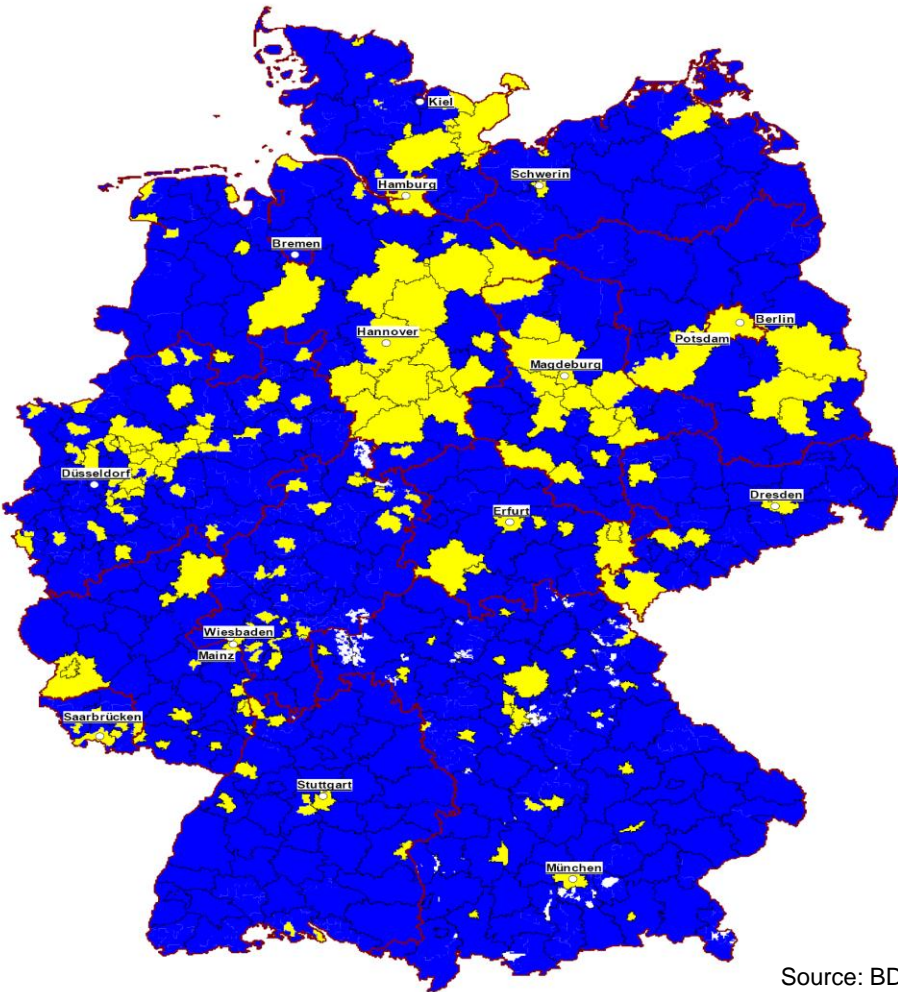 Kiel
Schwerin
Hamburg
Bremen
Berlin
Hannover
Potsdam
Magdeburg
Düsseldorf
Dresden
Erfurt
Wiesbaden
Mainz
Saarbrücken
Stuttgart
München
Source: BD